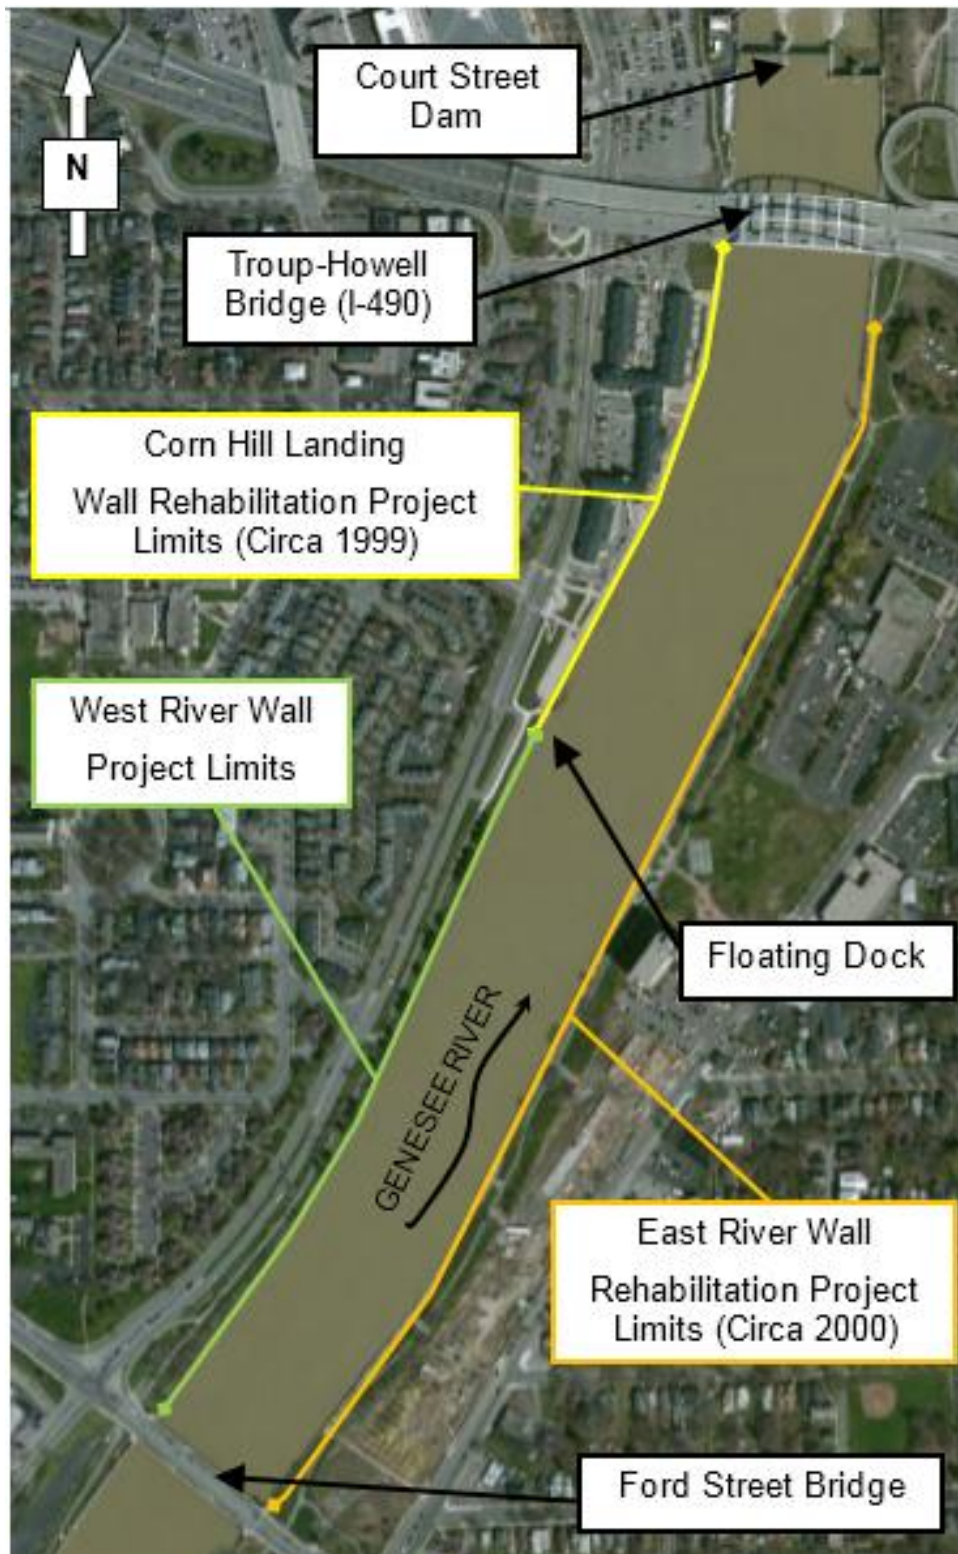 Court Street
Dam
N
Troup-Howell
Bridge (I-490)
Corn Hill Landing
Wall Rehabilitation Project
Limits (Circa 1999)
West River Wall
Project Limits
Floating Dock
GENESEE RIVER
East River Wall
Rehabilitation Project
Limits (Circa 2000)
Ford Street Bridge